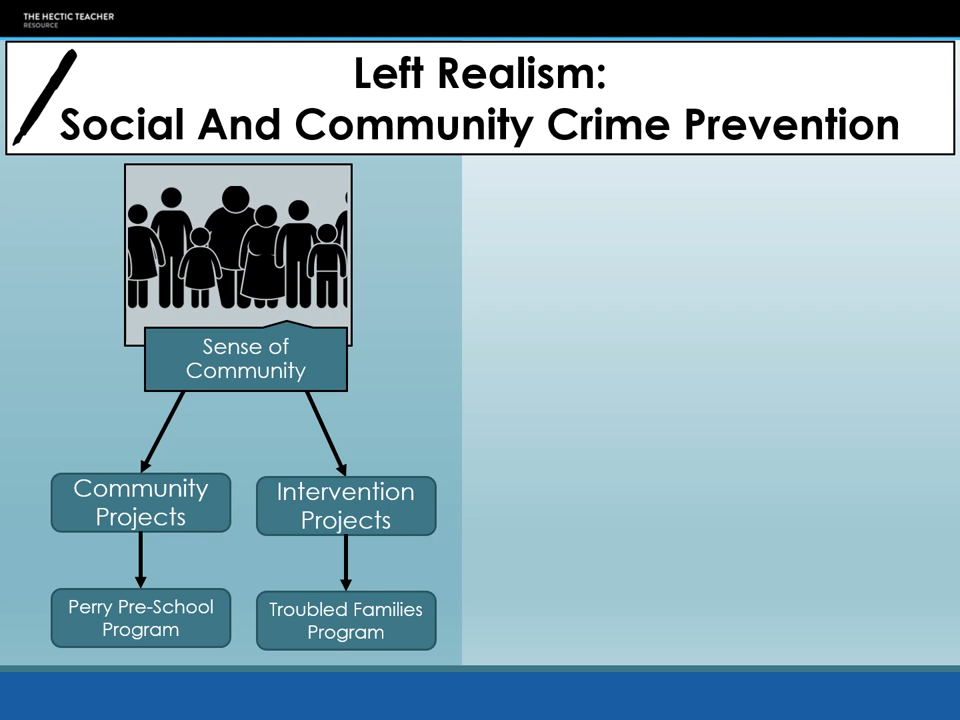 THE HECTIC TEACHER
RESOURCE
Left Realism:
Social And Community Crime Prevention
Sense of
Community
Community
Projects
Intervention
Projects
Perry Pre-School
Program
Troubled Families
Program